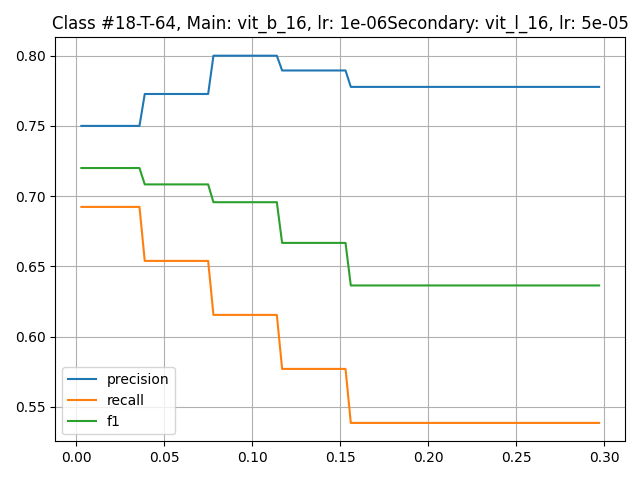 Class #18-T-64, Main: vit_b_16, lr: 1e-06Secondary: vit_l_16, lr: 5e-05
0.80
0.75
0.70
0.65
0.60
0.55
precision
recall
f1
0.00 0.05 0.10 0.15 0.20 0.25 0.30